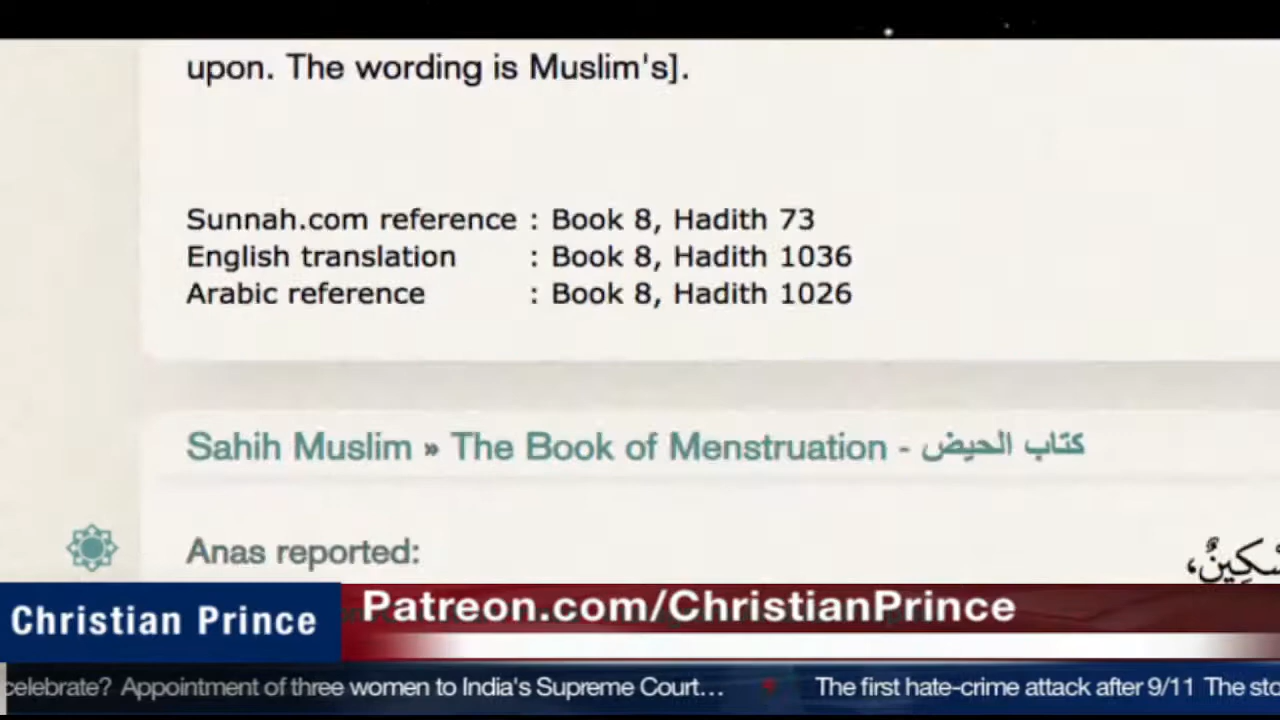 upon. The wording is Muslim's].
Sunnah.com reference : Book 8, Hadith 73
English translation : Book 8, Hadith 1036
Arabic reference : Book 8, Hadith 1026
Sahih Muslim » The Book of Menstruation - كتاب الحيض
Anas reported:
Christian Prince
Patreon.com/ChristianPrince
celebrate? Appointment of three women to India's Supreme Court... The first hate-crime attack after 9/11 The